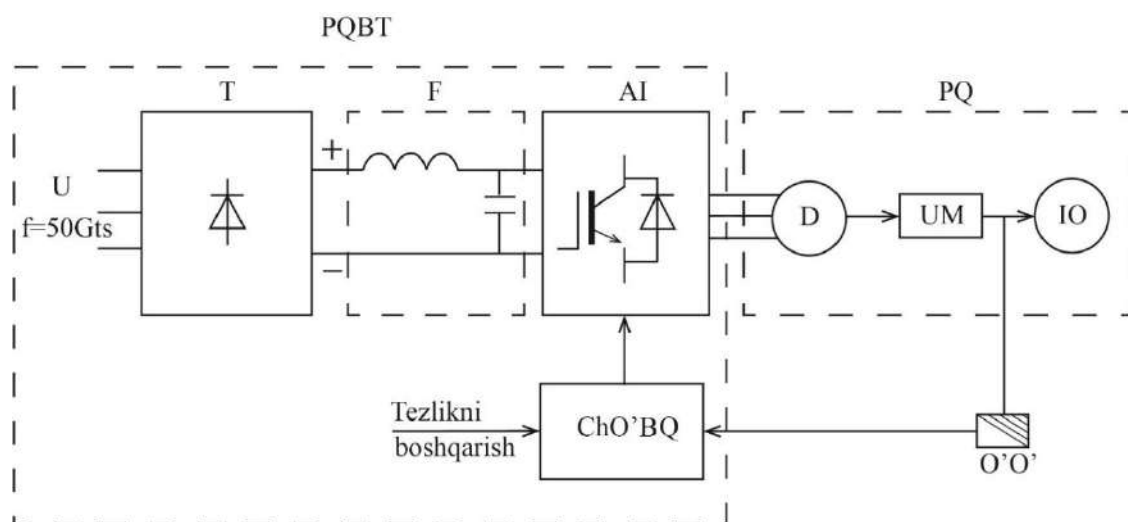 PQBT
T
F
AI
PQ
U
f=50Gts
+
−
D
UM
IO
Tezlikni
boshqarish
ChO’BQ
O’O’